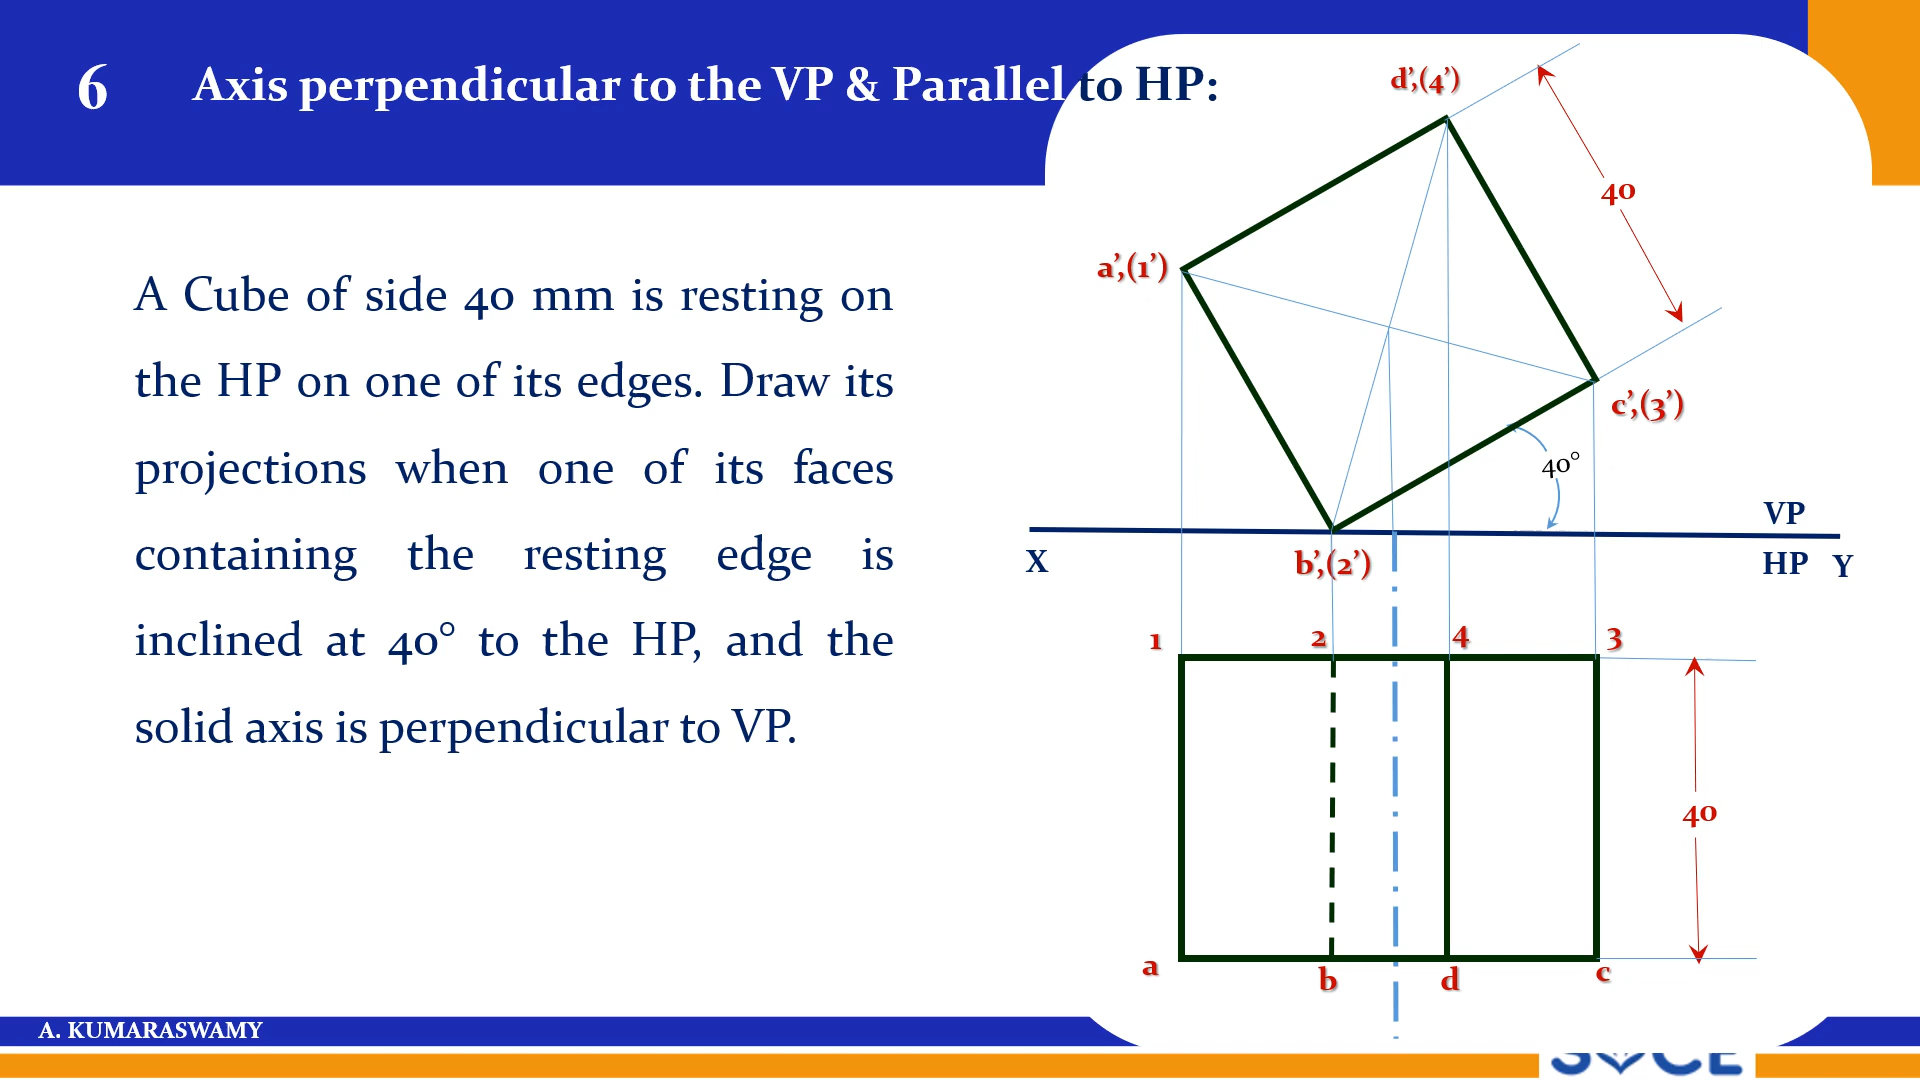 6
Axis perpendicular to the VP & Parallel to HP:
A Cube of side 40 mm is resting on
the HP on one of its edges. Draw its
projections when one of its faces
containing the resting edge is
inclined at 40° to the HP, and the
solid axis is perpendicular to VP.
d’,(4’)
40
a’,(1’)
c’,(3’)
40°
VP
X
b’,(2’)
HP Y
1
2
4
3
40
a
b
d
c
A. KUMARASWAMY